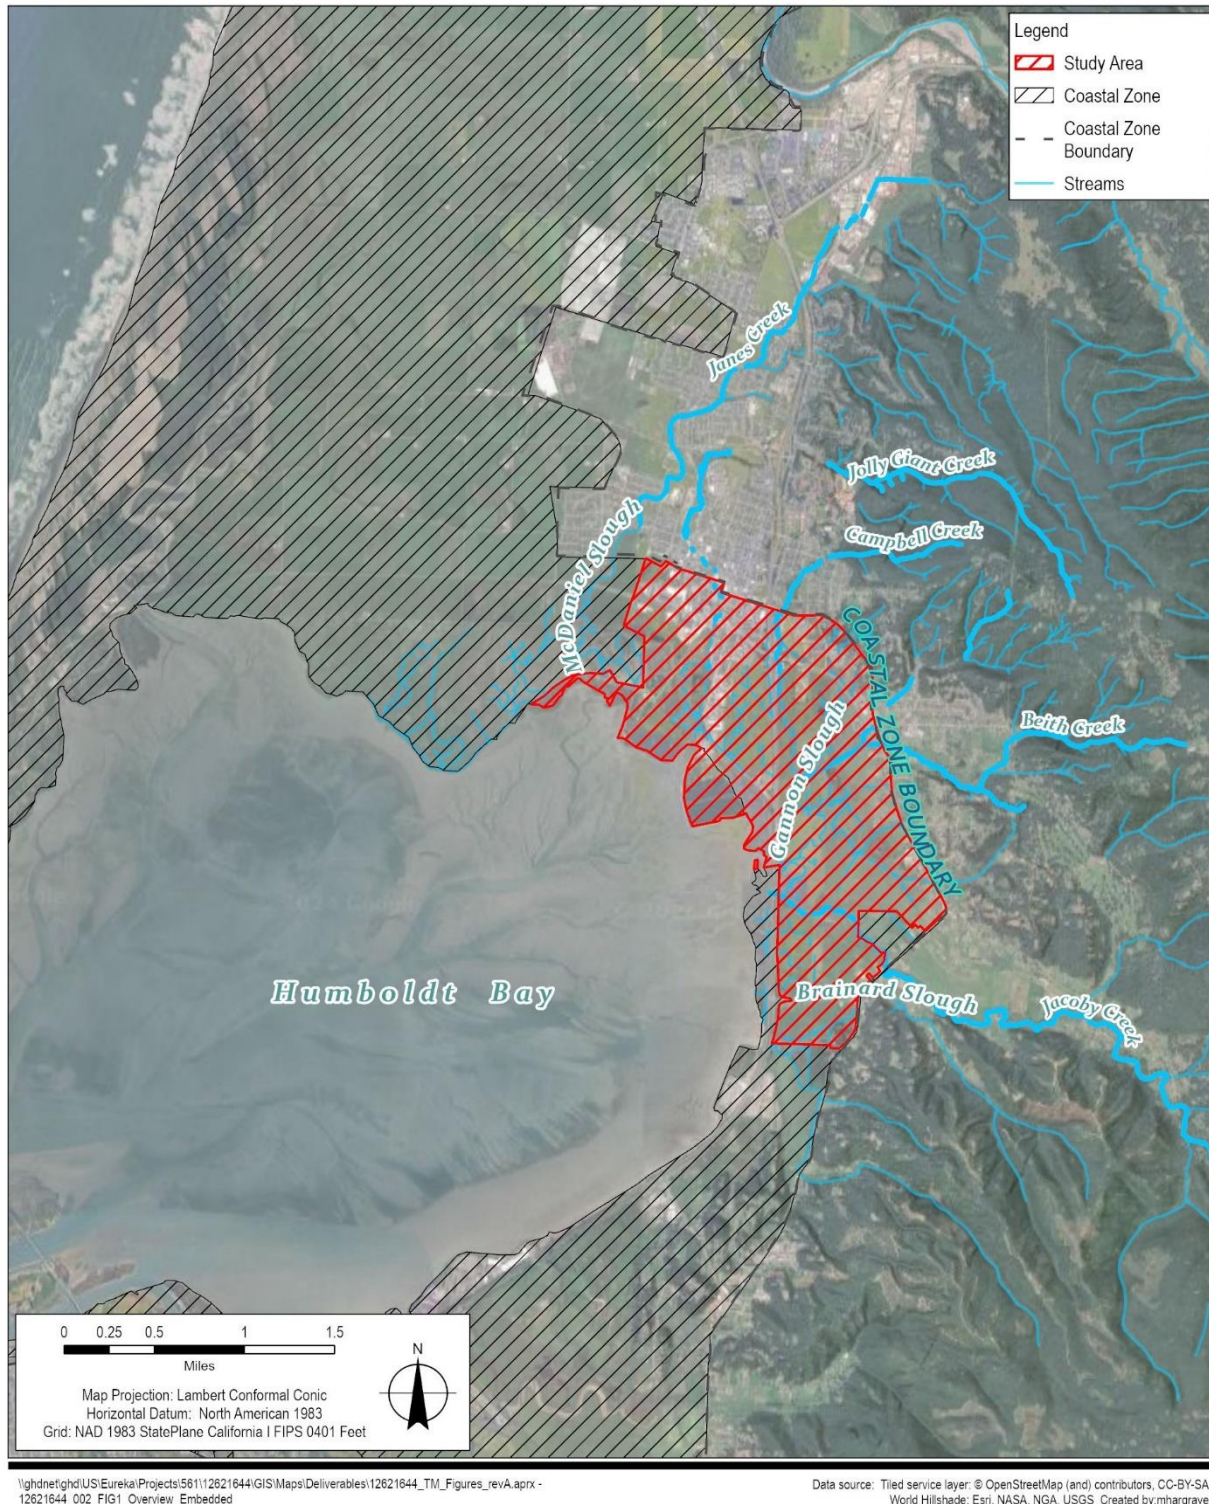 Legend
Study Area
Coastal Zone
Coastal Zone
Boundary
Streams
Janes Creek
Jolly Giant Creek
Campbell Creek
McDaniel Slough
COASTAL ZONE BOUNDARY
Beith Creek
Gannon Slough
Humboldt Bay
Brainard Slough
Jacoby Creek
0 0.25 0.5 1 1.5
Miles
N
Map Projection: Lambert Conformal Conic
Horizontal Datum: North American 1983
Grid: NAD 1983 StatePlane California I FIPS 0401 Feet
\\ghdnet\ghd\US\Eureka\Projects\561\12621644\GIS\Maps\Deliverables\12621644_TM_Figures_revA.aprx -
12621644_002_FIG1_Overview_Embedded
Data source: Tiled service layer: © OpenStreetMap (and) contributors, CC-BY-SA
World Hillshade: Esri, NASA, NGA, USGS Created by:mhargrave